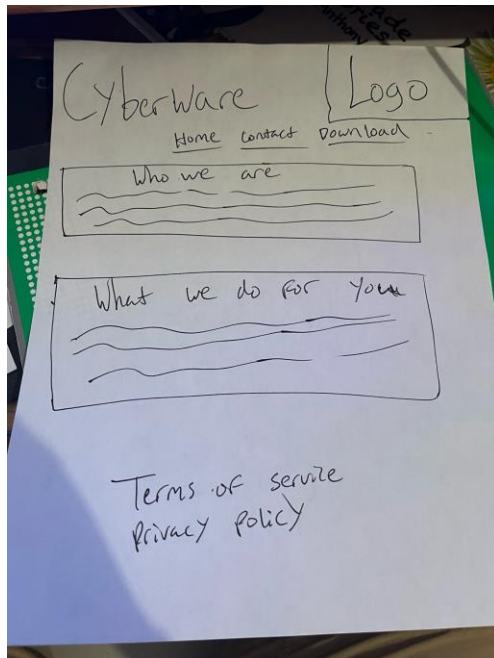 Cyberware
Logo
Home Contact Download
Who we are
What we do for you
Terms of service
Privacy policy